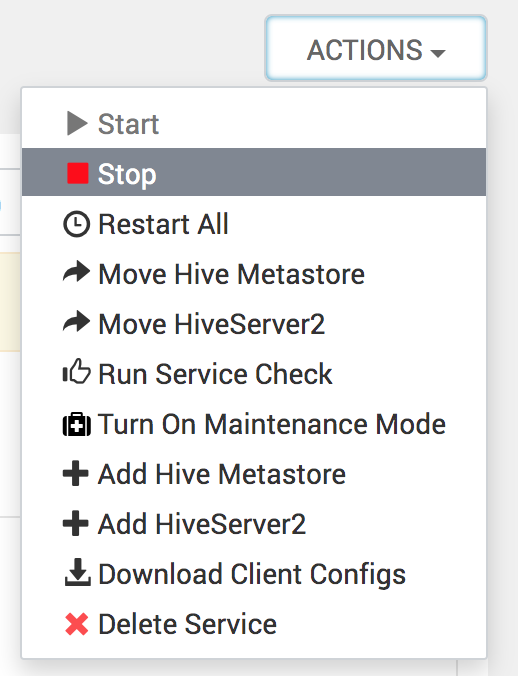 ACTIONS
Start
Stop
Restart All
Move Hive Metastore
Move HiveServer2
Run Service Check
Turn On Maintenance Mode
Add Hive Metastore
Add HiveServer2
Download Client Configs
Delete Service